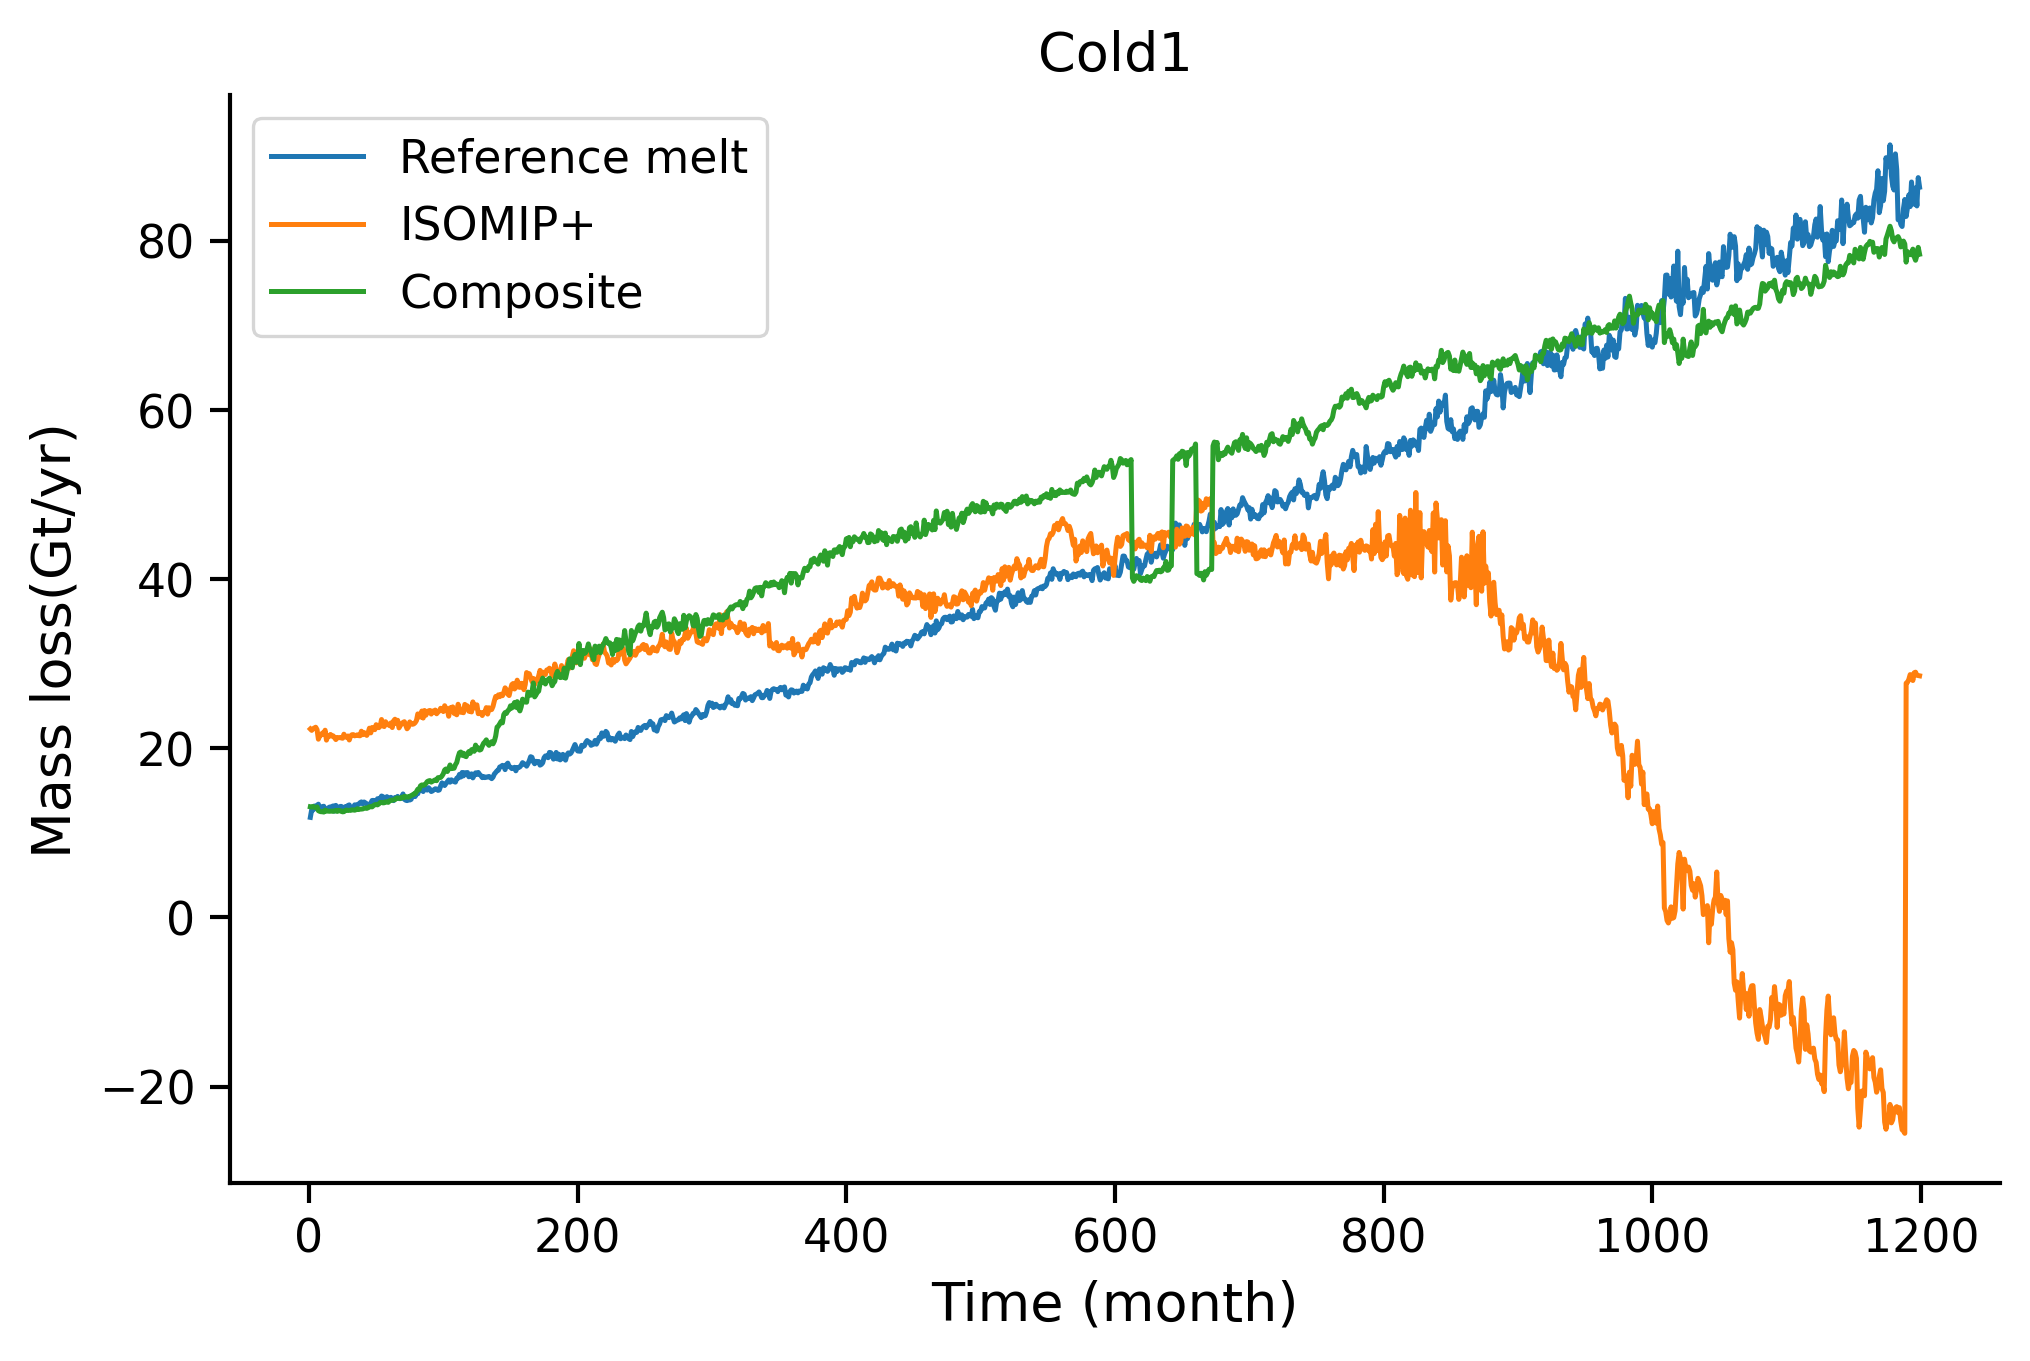 Cold1
Reference melt
ISOMIP+
Composite
Mass loss(Gt/yr)
80
60
40
20
0
−20
0 200 400 600 800 1000 1200
Time (month)